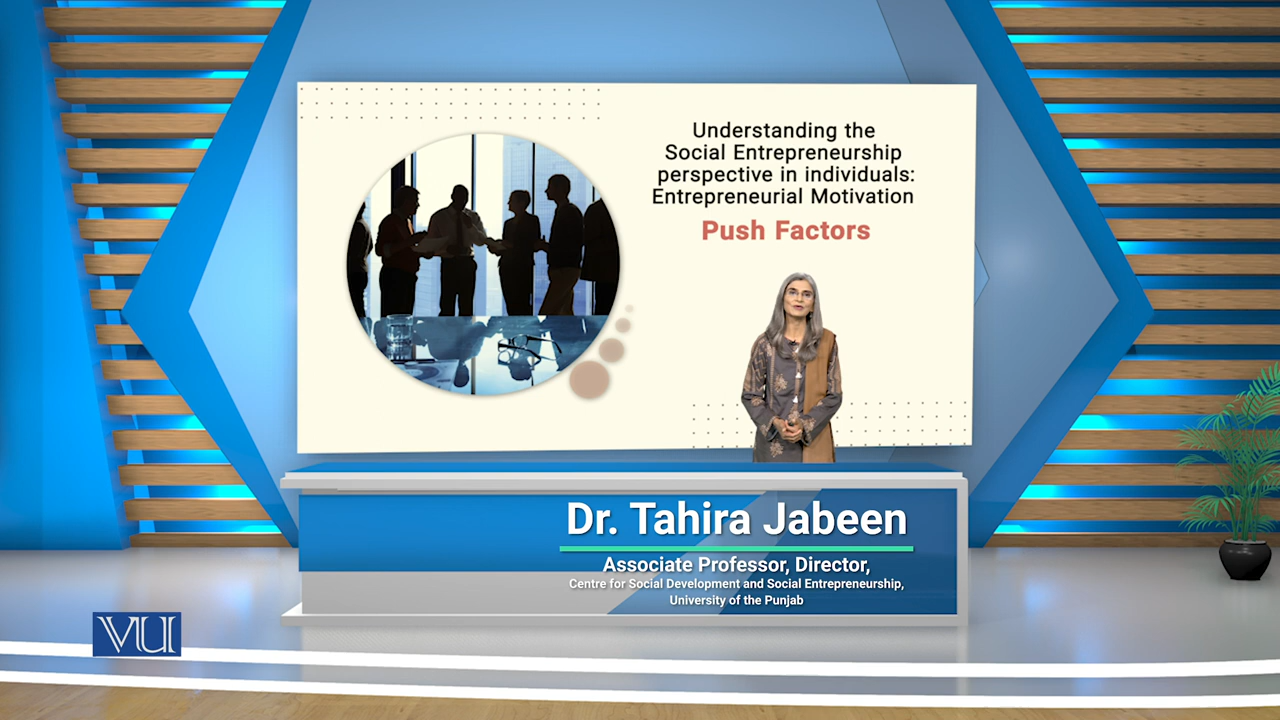 Understanding the
Social Entrepreneurship
perspective in individuals:
Entrepreneurial Motivation
Push Factors
Dr. Tahira Jabeen
Associate Professor, Director,
Centre for Social Development and Social Entrepreneurship,
University of the Punjab
VU